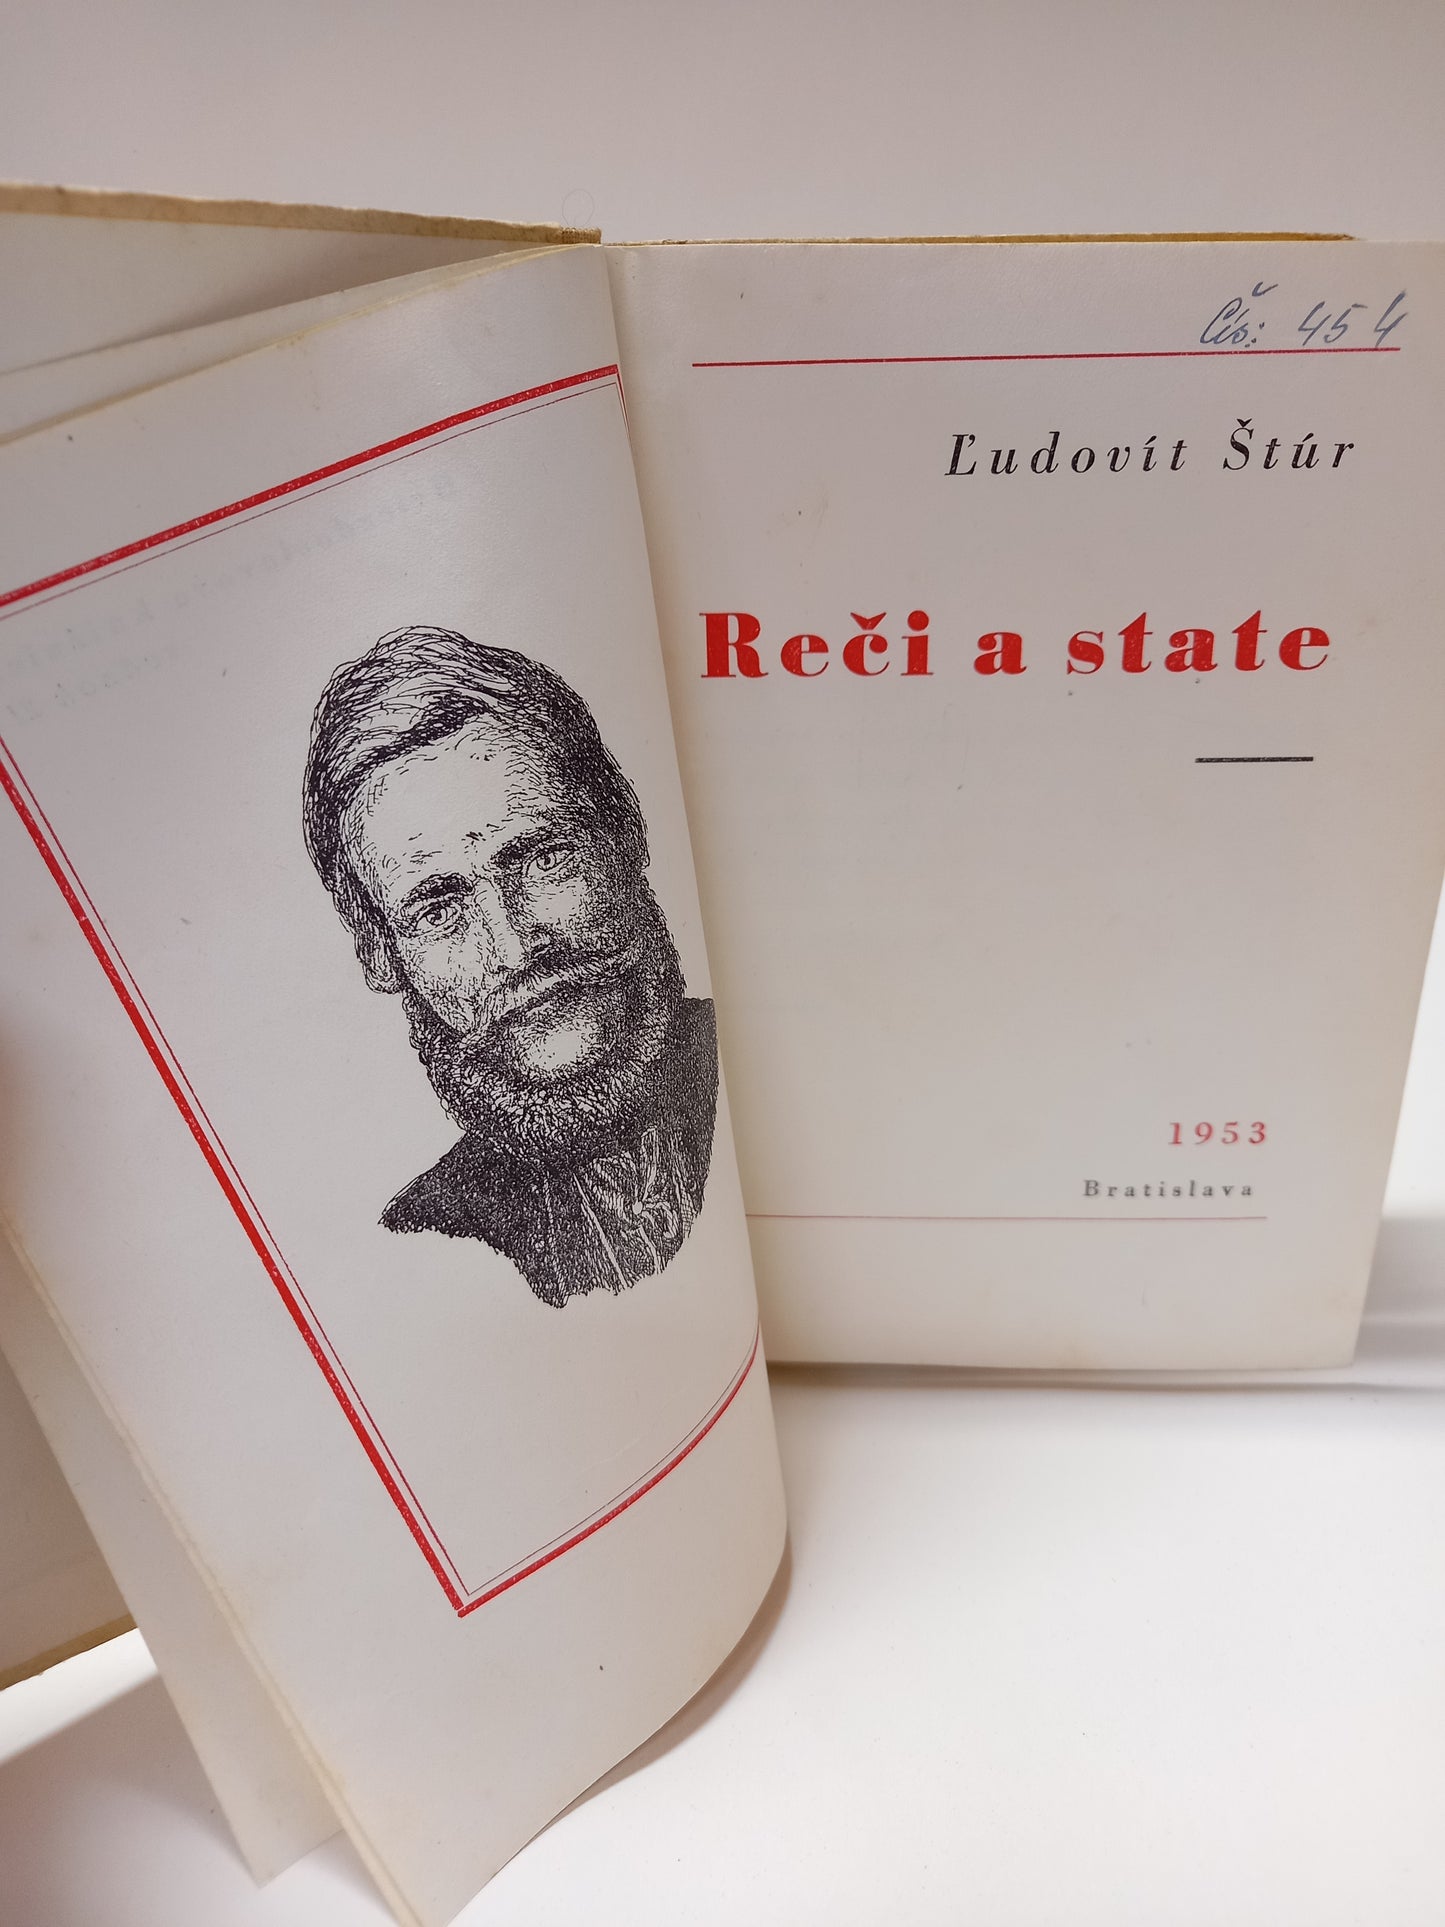 Čís: 454
Ľudovít Štúr
Reči a state
1953
Bratislava